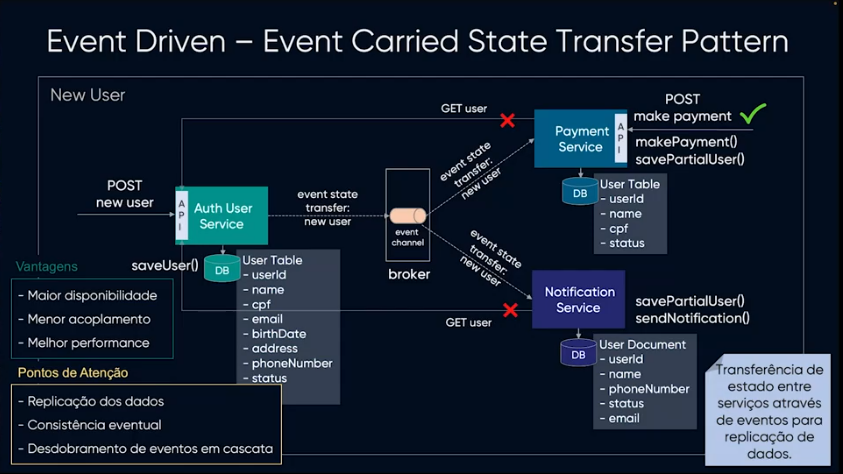 Event Driven – Event Carried State Transfer Pattern
New User
GET user
POST
make payment
Payment
Service
API
makePayment()
savePartialUser()
event state
transfer:
new user
DB
User Table
- userId
- name
- cpf
- status
POST
new user
API
Auth User
Service
event state
transfer:
new user
event
channel
broker
event state
transfer:
new user
saveUser()
DB
User Table
- userId
- name
- cpf
- email
- birthDate
- address
- phoneNumber
- status
Notification
Service
savePartialUser()
sendNotification()
GET user
DB
User Document
- userId
- name
- phoneNumber
- status
- email
Vantagens
- Maior disponibilidade
- Menor acoplamento
- Melhor performance
Pontos de Atenção
- Replicação dos dados
- Consistência eventual
- Desdobramento de eventos em cascata
Transferência de
estado entre
serviços através
de eventos para
replicação de
dados.